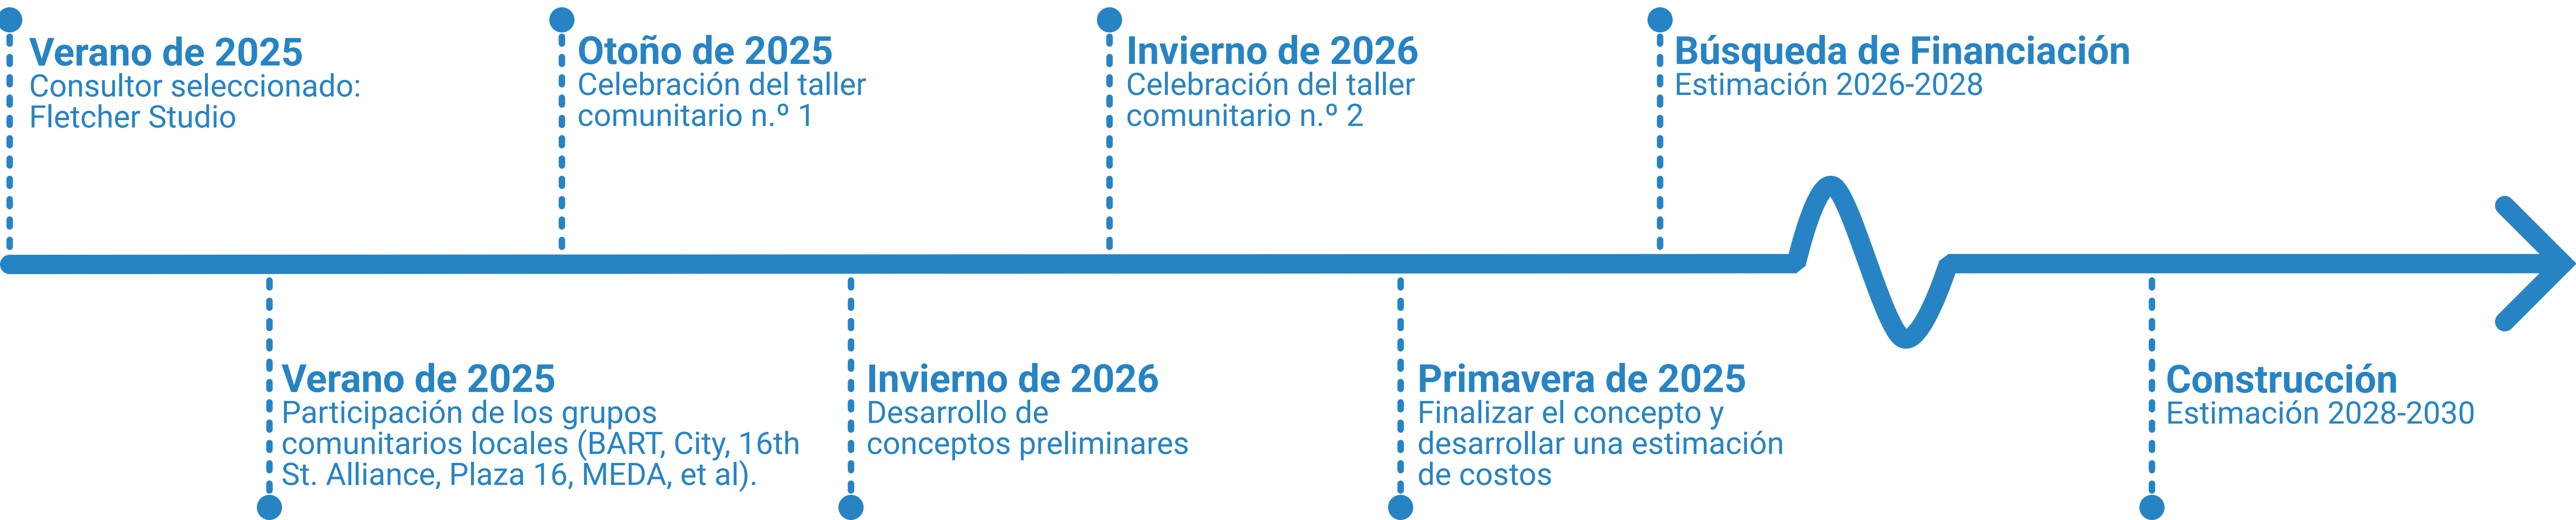 Verano de 2025
Consultor seleccionado:
Fletcher Studio
Otoño de 2025
Celebración del taller
comunitario n.º 1
Invierno de 2026
Celebración del taller
comunitario n.º 2
Búsqueda de Financiación
Estimación 2026-2028
Verano de 2025
Participación de los grupos
comunitarios locales (BART, City, 16th
St. Alliance, Plaza 16, MEDA, et al).
Invierno de 2026
Desarrollo de
conceptos preliminares
Primavera de 2025
Finalizar el concepto y
desarrollar una estimación
de costos
Construcción
Estimación 2028-2030